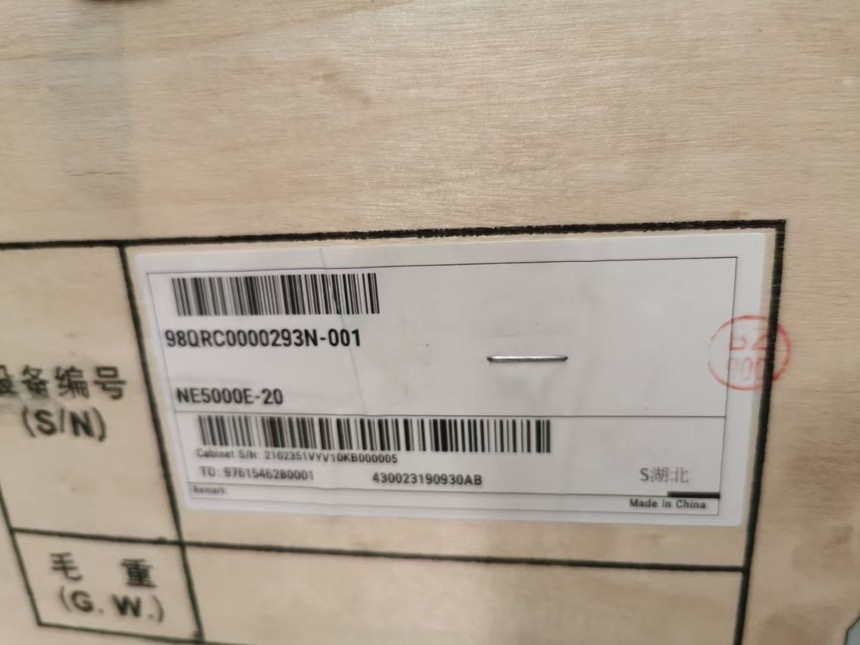 98QRC0000293N-001
NE5000E-20
设备编号
(S/N)
Cabinet S/N: 2102351VYV10KB000005
TO: 9761546280001 430023190930AB
S湖北
Remark:
Made in China
毛 重
(G.W.)